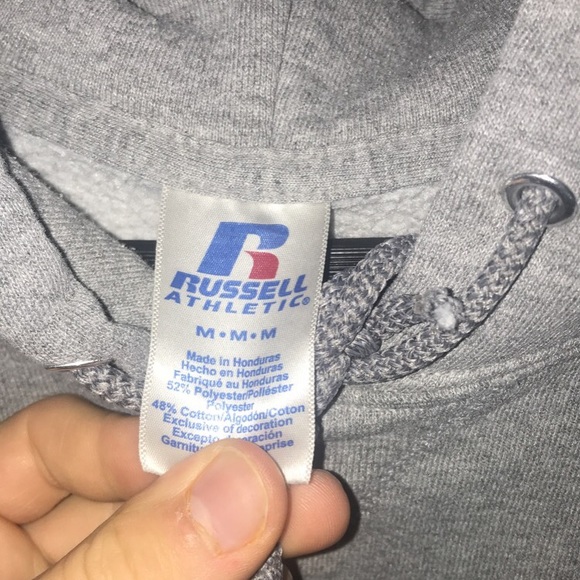 R
RUSSELL
ATHLETIC®
M•M•M
Made in Honduras
Hecho en Honduras
Fabriqué au Honduras
52% Polyester/Poliéster
Polyester
48% Cotton/Algodón/Coton
Exclusive of decoration
Excepto
Garniture